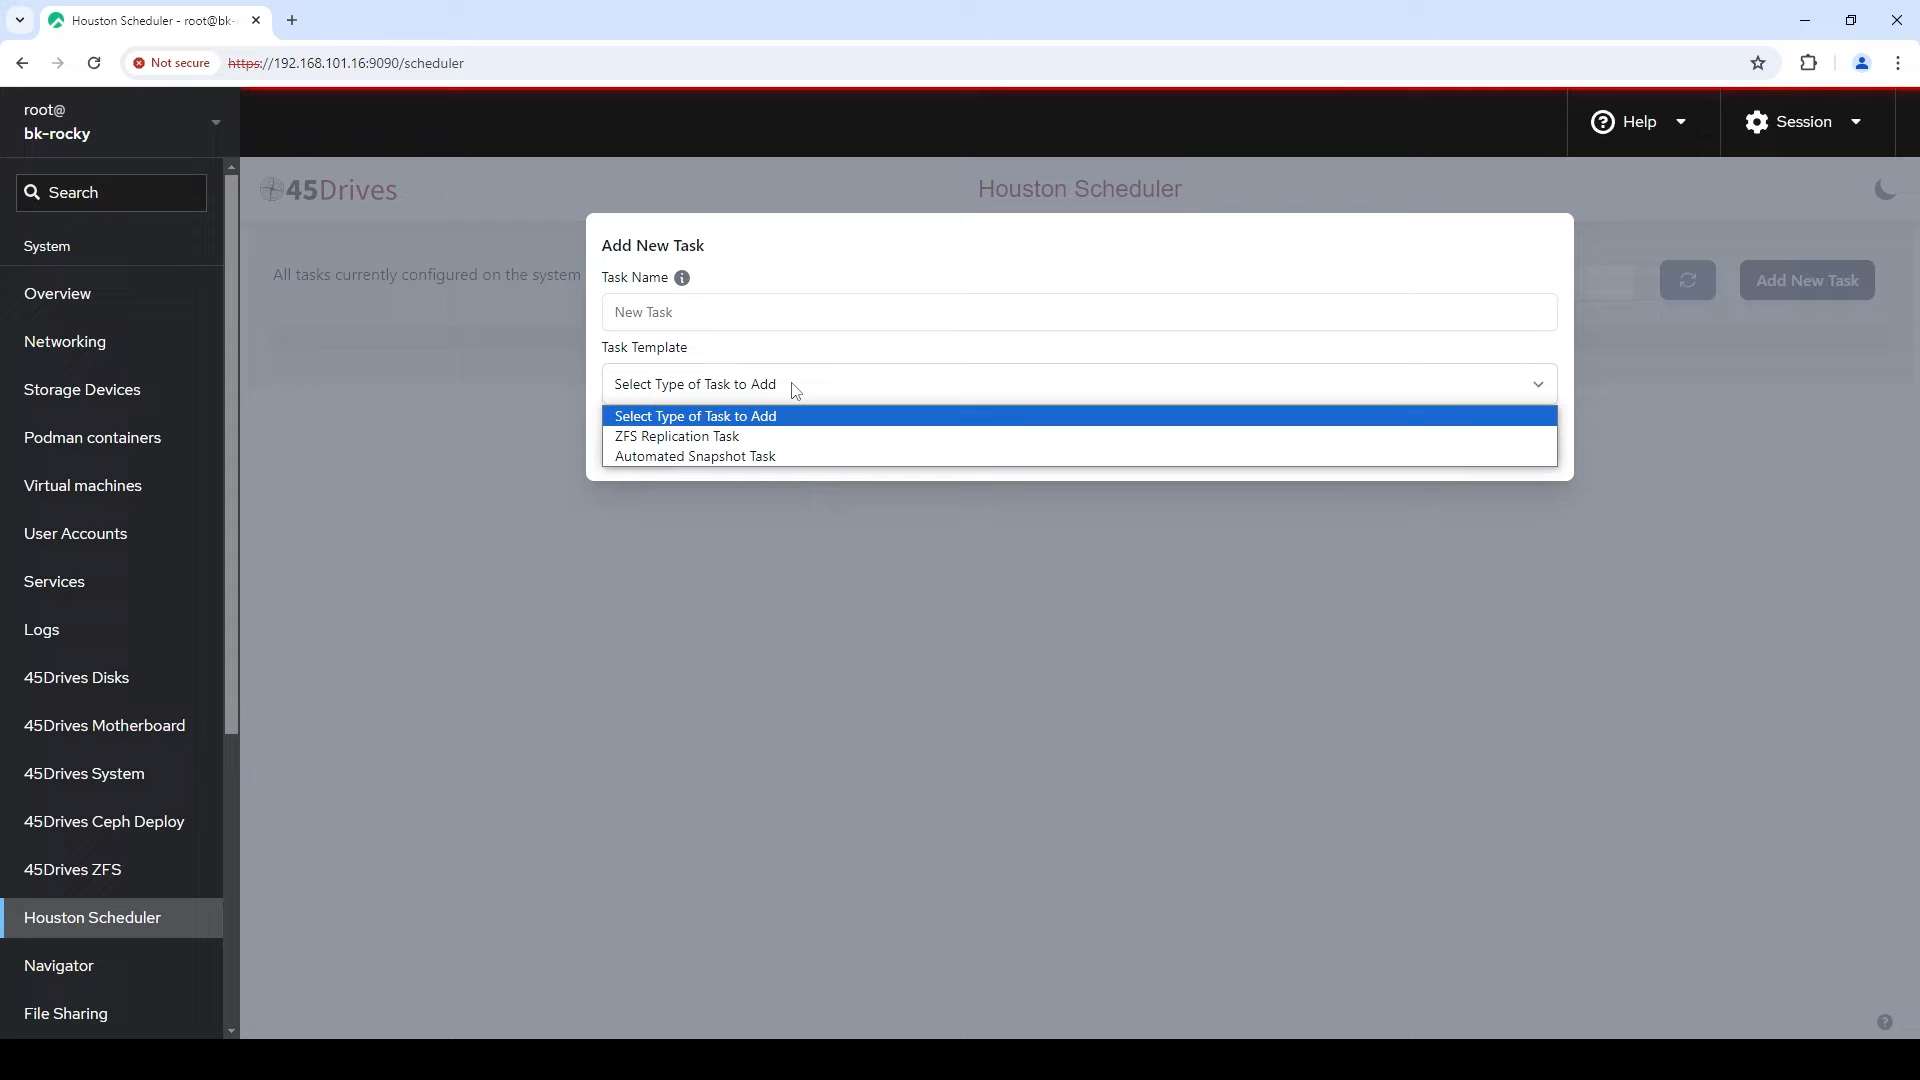 Houston Scheduler - root@bk-
Not secure
https://192.168.101.16:9090/scheduler
root@
bk-rocky
Help
Session
Search
45Drives
Houston Scheduler
System
Add New Task
All tasks currently configured on the system
Task Name
Add New Task
Overview
New Task
Networking
Task Template
Storage Devices
Select Type of Task to Add
Select Type of Task to Add
ZFS Replication Task
Automated Snapshot Task
Podman containers
Virtual machines
User Accounts
Services
Logs
45Drives Disks
45Drives Motherboard
45Drives System
45Drives Ceph Deploy
45Drives ZFS
Houston Scheduler
Navigator
File Sharing